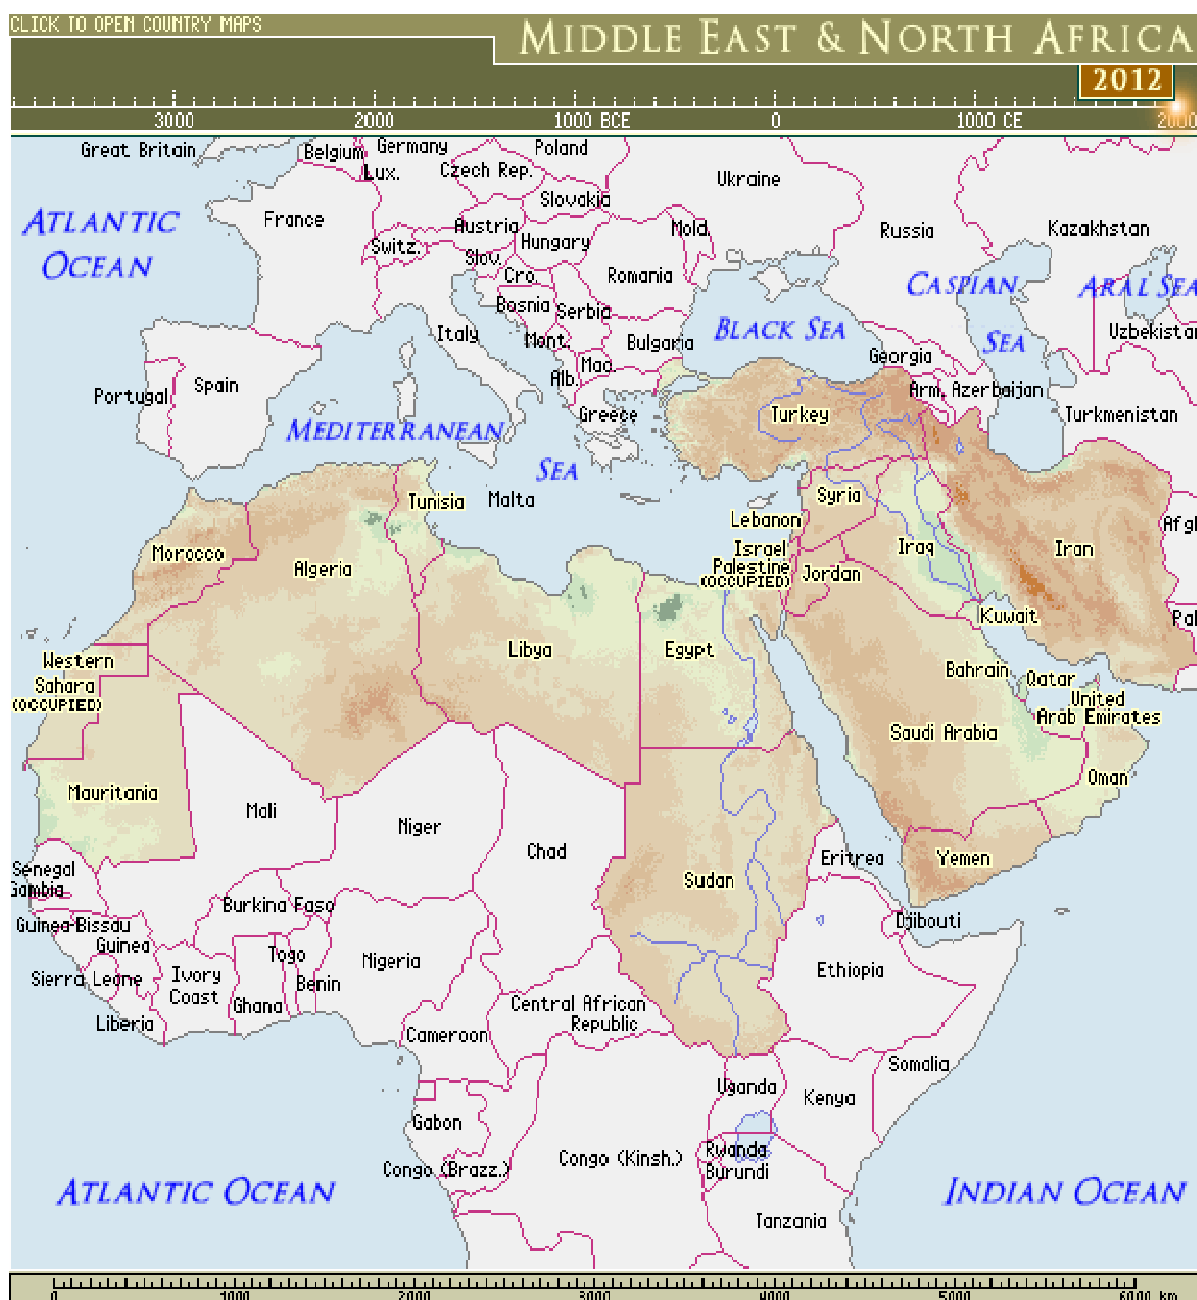 CLICK TO OPEN COUNTRY MAPS
MIDDLE EAST & NORTH AFRICA
2012
3000
2000
1000 BCE
0
1000 CE
2000
Great Britain
Belgium
Germany
Poland
Lux.
Czech Rep.
Ukraine
Slovakia
ATLANTIC
OCEAN
France
Austria
Mold.
Russia
Kazakhstan
Switz.
Hungary
Slov.
Cro.
Romania
CASPIAN
SEA
ARAL SEA
Bosnia
Serbia
Italy
Mont.
Bulgaria
BLACK SEA
Uzbekistan
Mac.
Georgia
Alb.
Portugal
Spain
Arm.
Azerbaijan
Greece
Turkey
Turkmenistan
MEDITERRANEAN
SEA
Tunisia
Malta
Syria
Lebanon
Afg
Morocco
Israel
Iraq
Iran
Algeria
Palestine
(OCCUPIED)
Jordan
Kuwait
Pa
Libya
Egypt
Western
Sahara
(OCCUPIED)
Bahrain
Qatar
United
Arab Emirates
Saudi Arabia
Oman
Mauritania
Mali
Niger
Chad
Sudan
Eritrea
Yemen
Senegal
Gambia
Burkina Faso
Guinea-Bissau
Guinea
Djibouti
Togo
Nigeria
Sierra Leone
Ivory
Coast
Benin
Ghana
Ethiopia
Central African
Republic
Liberia
Cameroon
Somalia
Uganda
Kenya
Gabon
Rwanda
Congo (Brazz.)
Congo (Kinsh.)
Burundi
ATLANTIC OCEAN
INDIAN OCEAN
Tanzania
0
1000
2000
3000
4000
5000
6000 km